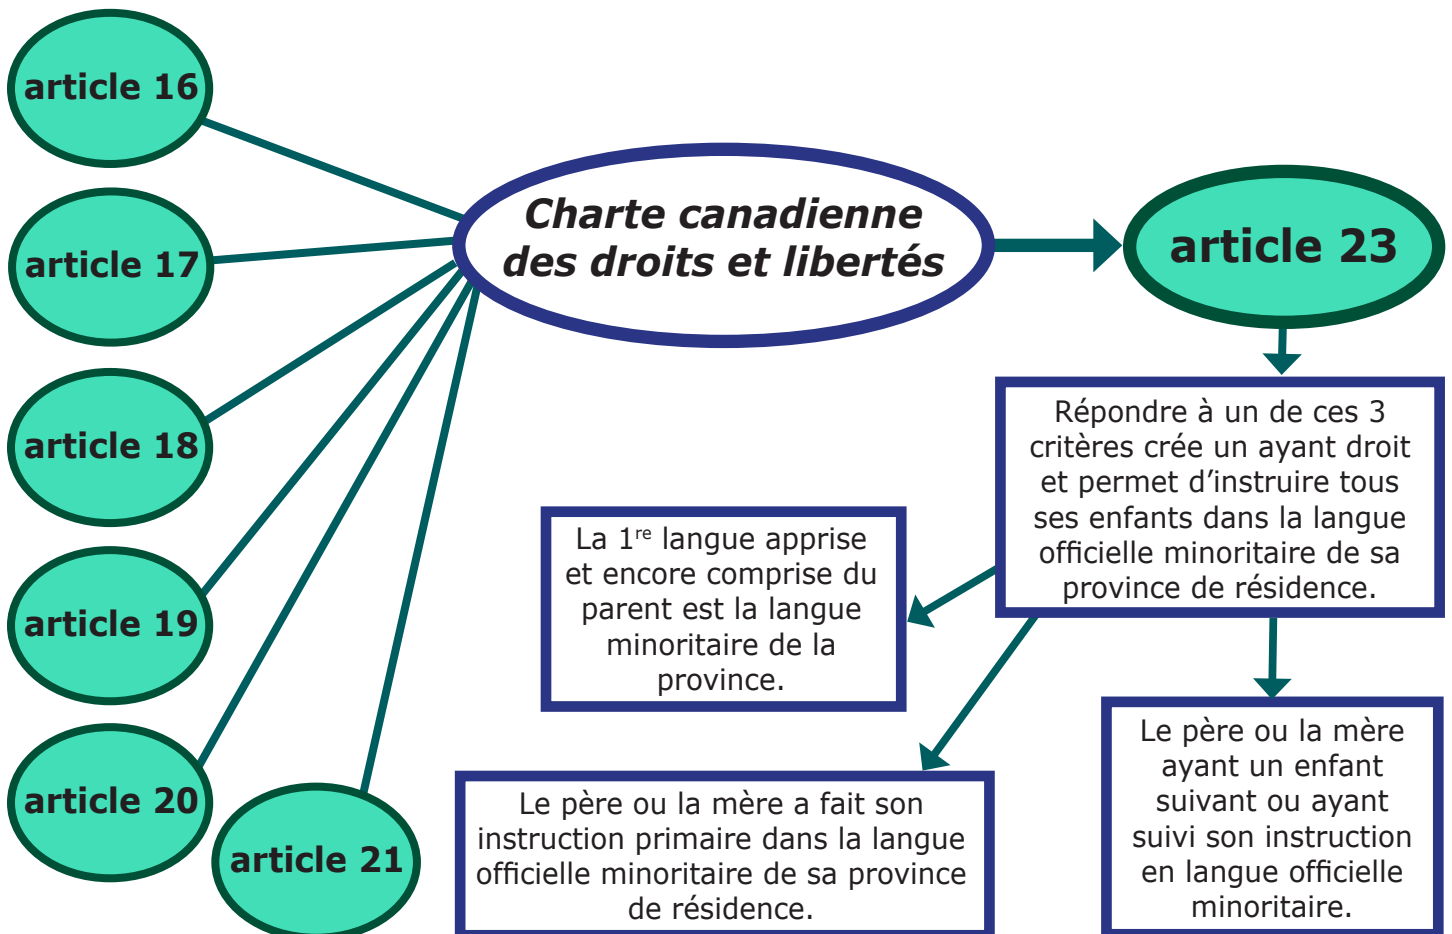 article 16
article 17
article 18
article 19
article 20
article 21
Charte canadienne
des droits et libertés
article 23
Répondre à un de ces 3
critères crée un ayant droit
et permet d’instruire tous
ses enfants dans la langue
officielle minoritaire de sa
province de résidence.
La 1re langue apprise
et encore comprise du
parent est la langue
minoritaire de la
province.
Le père ou la mère a fait son
instruction primaire dans la langue
officielle minoritaire de sa province
de résidence.
Le père ou la mère
ayant un enfant
suivant ou ayant
suivi son instruction
en langue officielle
minoritaire.